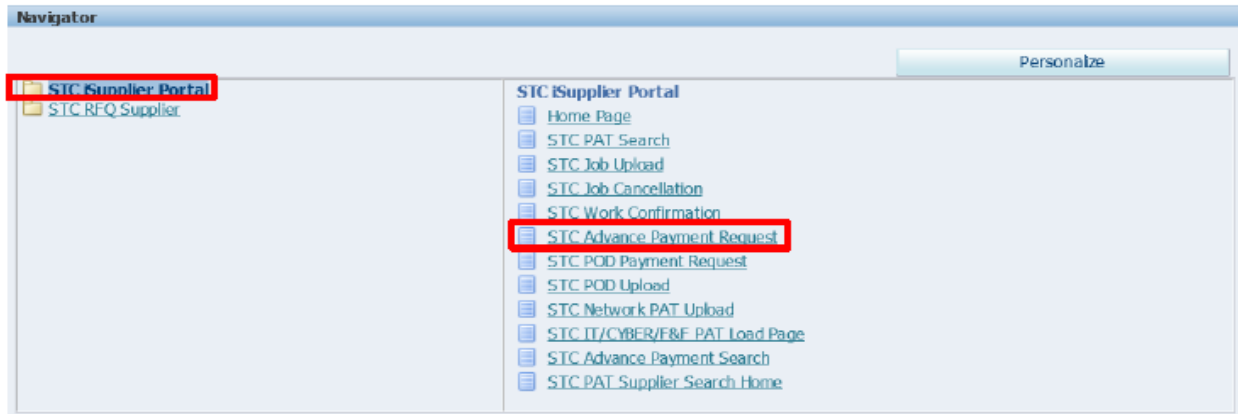 Navigator
Personalize
STC iSupplier Portal
STC RFQ Supplier
STC iSupplier Portal
Home Page
STC PAT Search
STC Job Upload
STC Job Cancellation
STC Work Confirmation
STC Advance Payment Request
STC POD Payment Request
STC POD Upload
STC Network PAT Upload
STC IT/CYBER/F&F PAT Load Page
STC Advance Payment Search
STC PAT Supplier Search Home